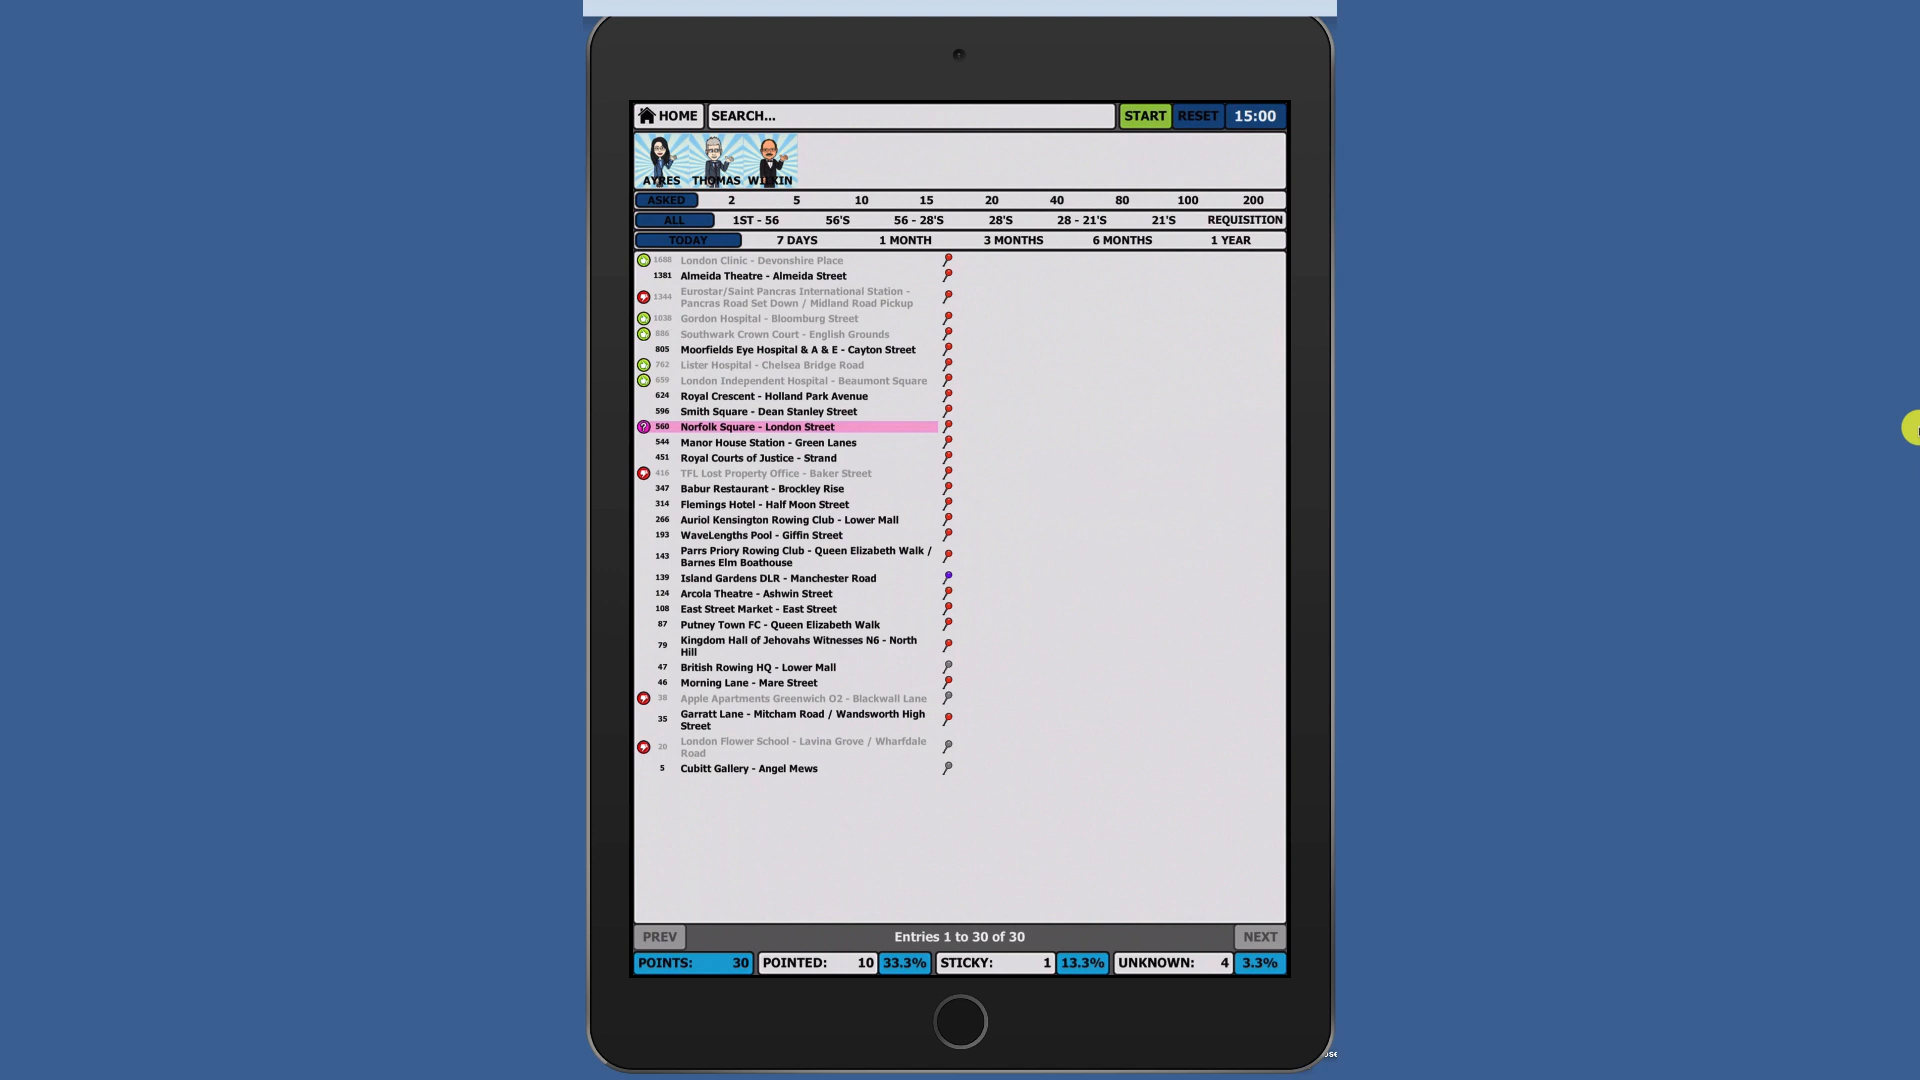 HOME SEARCH... START RESET 15:00
AYRES THOMAS WILKIN
ASKED 2 5 10 15 20 40 80 100 200
ALL 1ST - 56 56'S 56 - 28'S 28'S 28 - 21'S 21'S REQUISITION
TODAY 7 DAYS 1 MONTH 3 MONTHS 6 MONTHS 1 YEAR
1688 London Clinic - Devonshire Place
1381 Almeida Theatre - Almeida Street
1344 Eurostar/Saint Pancras International Station -
Pancras Road Set Down / Midland Road Pickup
1038 Gordon Hospital - Bloomburg Street
886 Southwark Crown Court - English Grounds
805 Moorfields Eye Hospital & A & E - Cayton Street
762 Lister Hospital - Chelsea Bridge Road
659 London Independent Hospital - Beaumont Square
624 Royal Crescent - Holland Park Avenue
596 Smith Square - Dean Stanley Street
560 Norfolk Square - London Street
544 Manor House Station - Green Lanes
451 Royal Courts of Justice - Strand
416 TFL Lost Property Office - Baker Street
347 Babur Restaurant - Brockley Rise
314 Flemings Hotel - Half Moon Street
266 Auriol Kensington Rowing Club - Lower Mall
193 WaveLengths Pool - Giffin Street
143 Parrs Priory Rowing Club - Queen Elizabeth Walk /
Barnes Elm Boathouse
139 Island Gardens DLR - Manchester Road
124 Arcola Theatre - Ashwin Street
108 East Street Market - East Street
87 Putney Town FC - Queen Elizabeth Walk
79 Kingdom Hall of Jehovahs Witnesses N6 - North
Hill
47 British Rowing HQ - Lower Mall
46 Morning Lane - Mare Street
38 Apple Apartments Greenwich O2 - Blackwall Lane
35 Garratt Lane - Mitcham Road / Wandsworth High
Street
20 London Flower School - Lavina Grove / Wharfdale
Road
5 Cubitt Gallery - Angel Mews
PREV Entries 1 to 30 of 30 NEXT
POINTS: 30 POINTED: 10 33.3% STICKY: 1 13.3% UNKNOWN: 4 3.3%